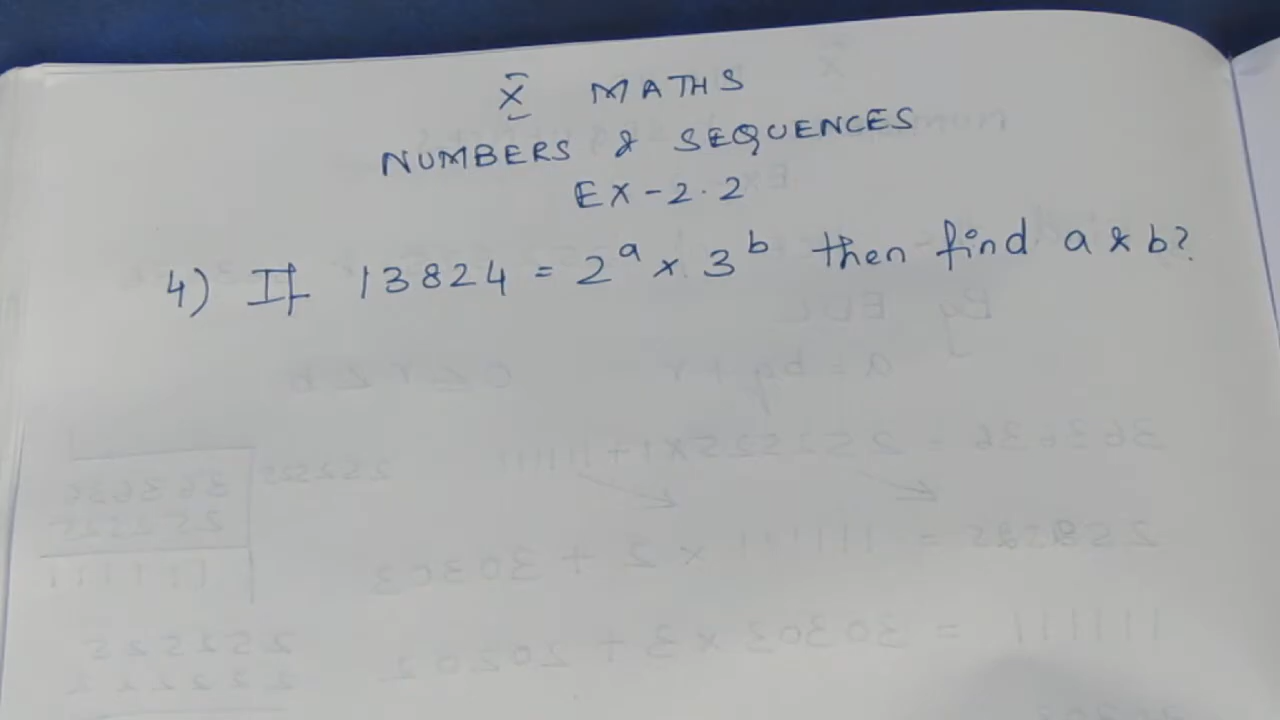 X MATHS
NUMBERS & SEQUENCES
EX-2.2
4) If 13824 = 2^a × 3^b then find a & b?